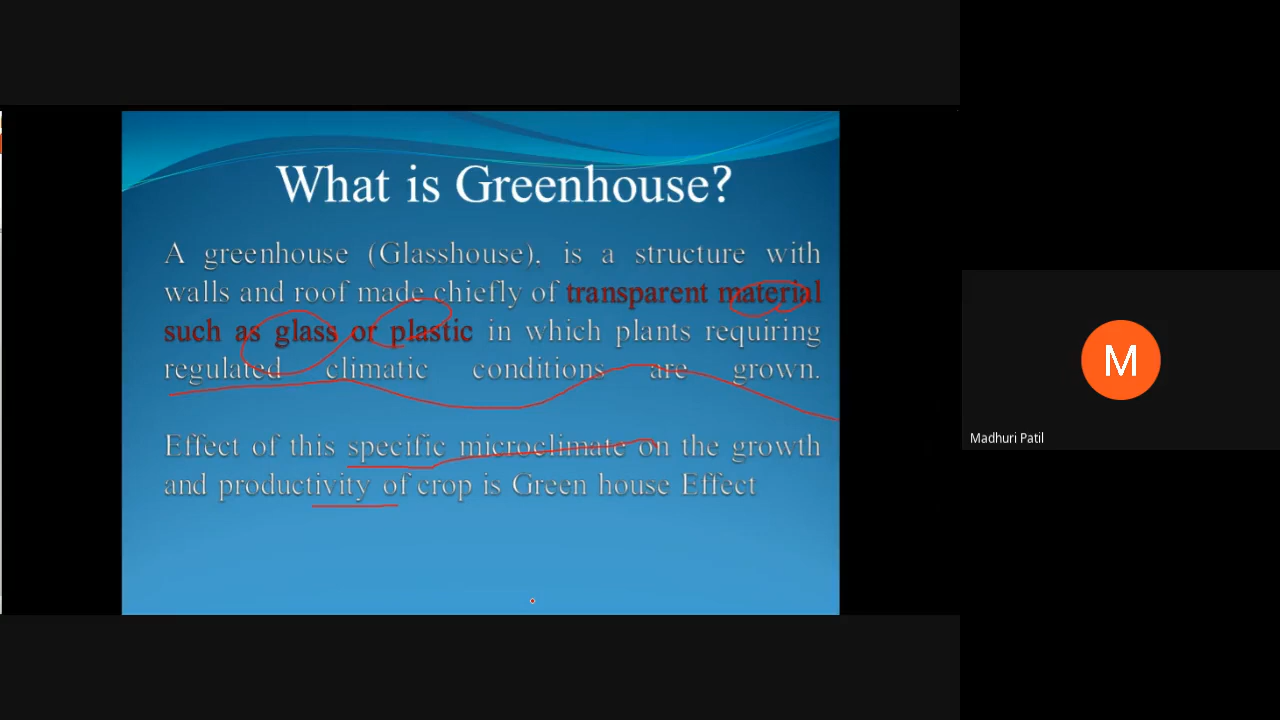 What is Greenhouse?
A greenhouse (Glasshouse). is a structure with
walls and roof made chiefly of transparent material
such as glass or plastic in which plants requiring
regulated climatic conditions are grown.
Effect of this specific microclimate on the growth
and productivity of crop is Green house Effect
M
Madhuri Patil